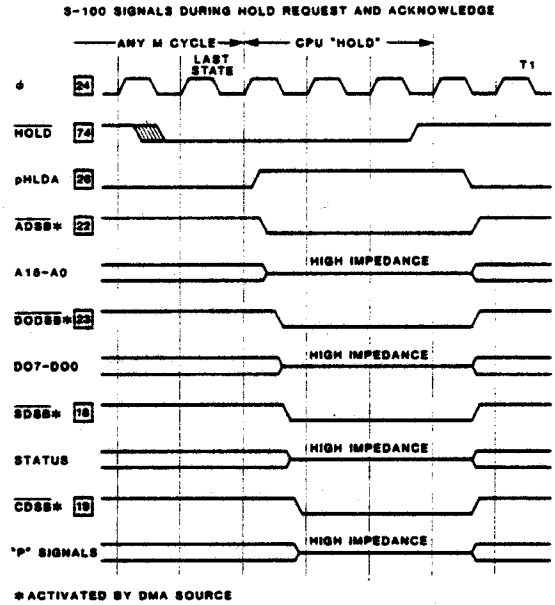 S-100 SIGNALS DURING HOLD REQUEST AND ACKNOWLEDGE
ANY M CYCLE CPU "HOLD"
LAST STATE T1
ϕ 24
HOLD 74
pHLDA 26
ADSB* 22
A15-A0 HIGH IMPEDANCE
DODSB* 23
DO7-DO0 HIGH IMPEDANCE
SDSB* 18
STATUS HIGH IMPEDANCE
CDSB* 19
"P" SIGNALS HIGH IMPEDANCE
*ACTIVATED BY DMA SOURCE